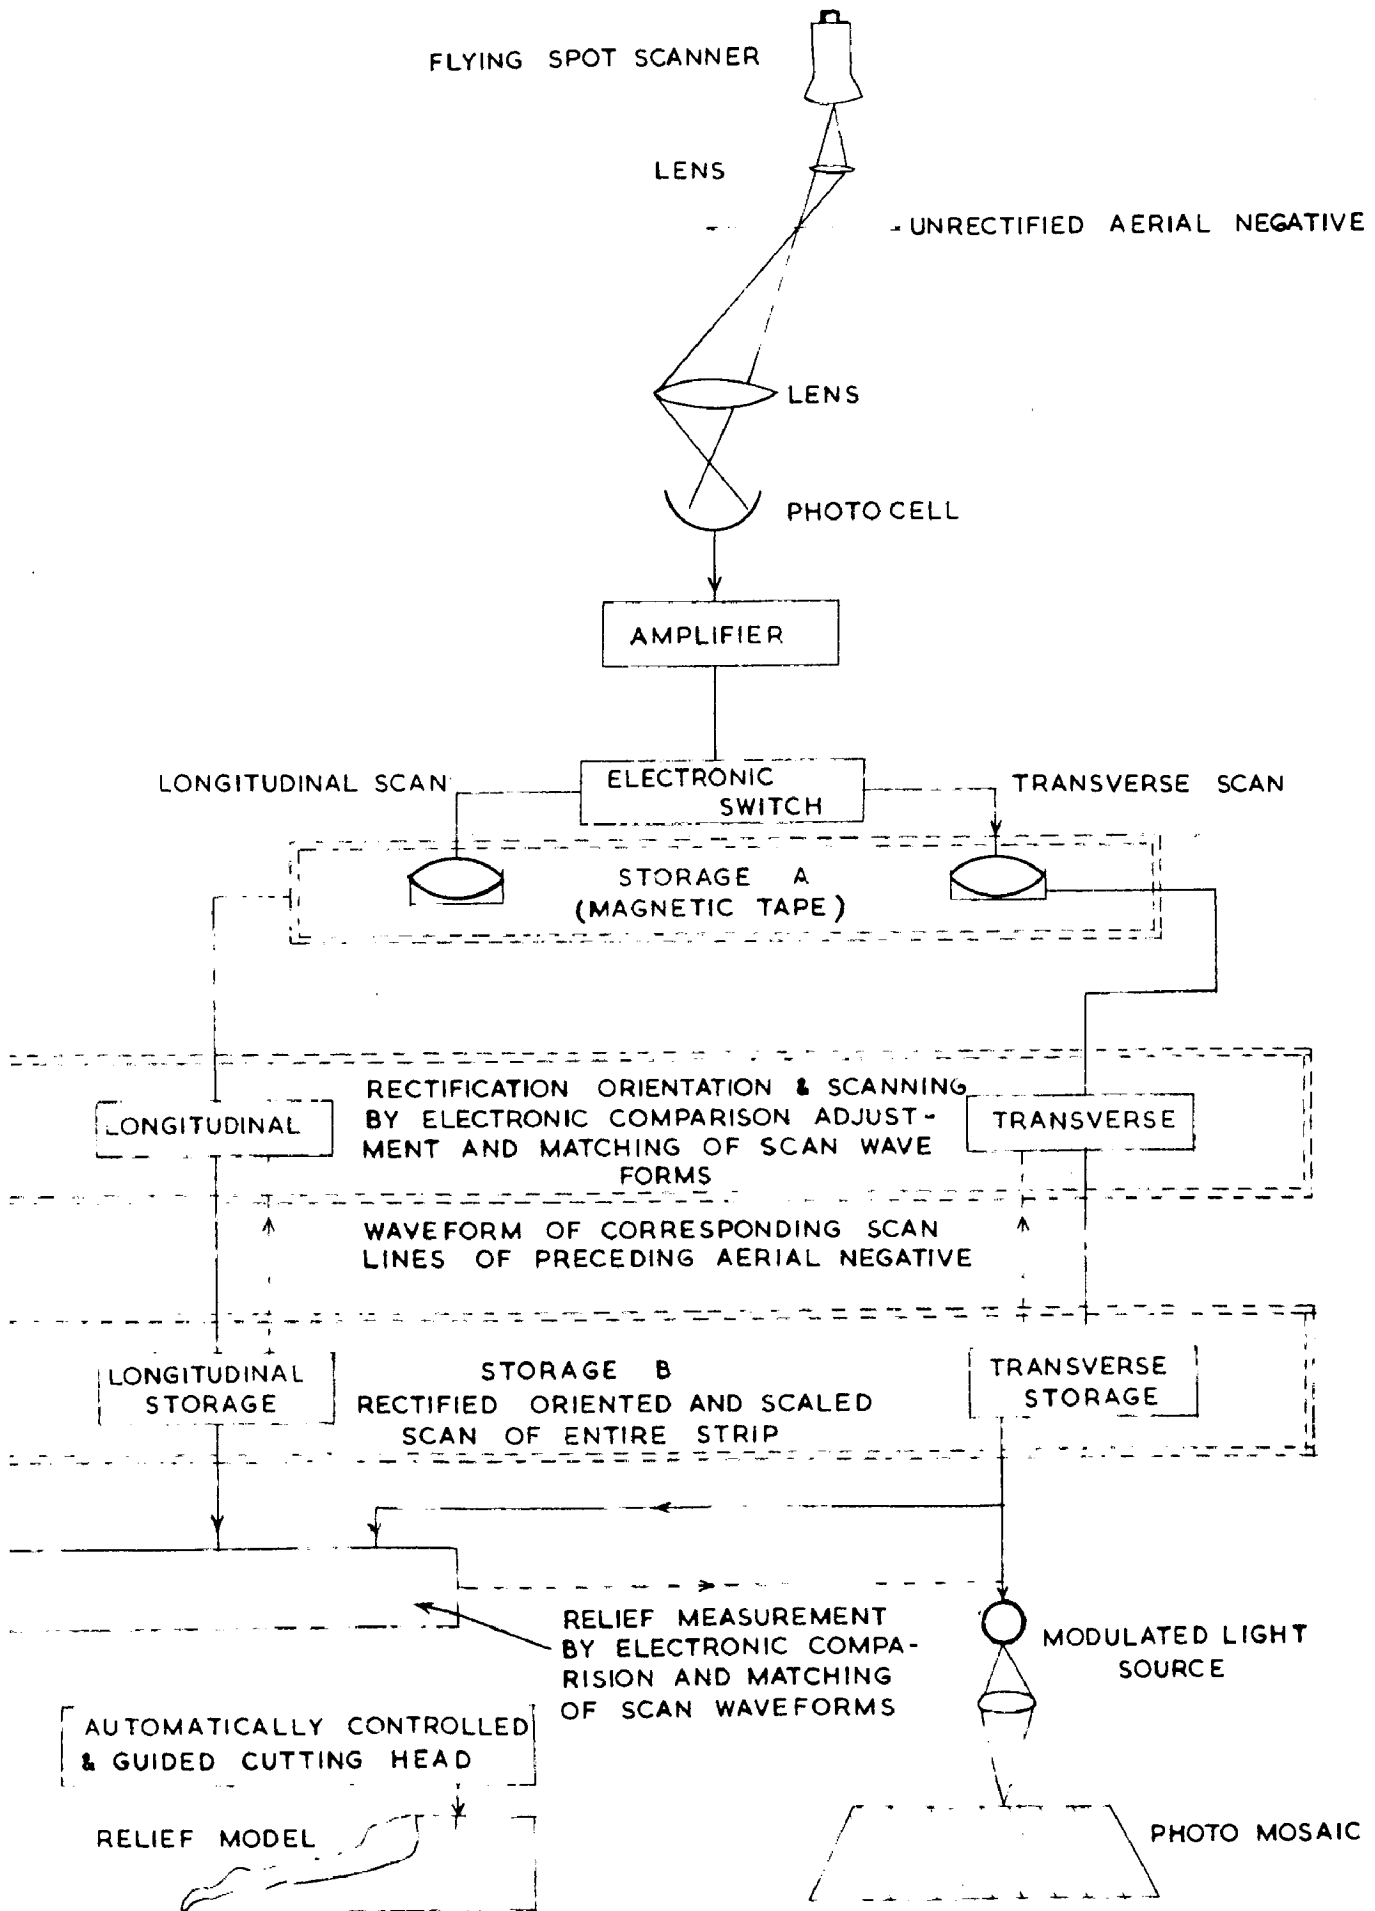 FLYING SPOT SCANNER
LENS
UNRECTIFIED AERIAL NEGATIVE
LENS
PHOTO CELL
AMPLIFIER
LONGITUDINAL SCAN
ELECTRONIC
SWITCH
TRANSVERSE SCAN
STORAGE A
(MAGNETIC TAPE)
RECTIFICATION ORIENTATION & SCANNING
BY ELECTRONIC COMPARISON ADJUST-
MENT AND MATCHING OF SCAN WAVE
FORMS
LONGITUDINAL
TRANSVERSE
WAVEFORM OF CORRESPONDING SCAN
LINES OF PRECEDING AERIAL NEGATIVE
LONGITUDINAL
STORAGE
STORAGE B
RECTIFIED ORIENTED AND SCALED
SCAN OF ENTIRE STRIP
TRANSVERSE
STORAGE
RELIEF MEASUREMENT
BY ELECTRONIC COMPA-
RISION AND MATCHING
OF SCAN WAVEFORMS
MODULATED LIGHT
SOURCE
AUTOMATICALLY CONTROLLED
& GUIDED CUTTING HEAD
RELIEF MODEL
PHOTO MOSAIC